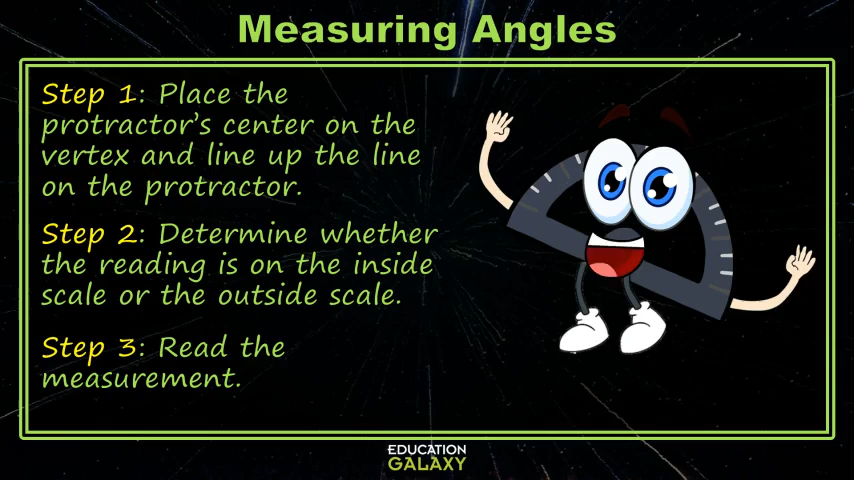 Measuring Angles
Step 1: Place the
protractor's center on the
vertex and line up the line
on the protractor.
Step 2: Determine whether
the reading is on the inside
scale or the outside scale.
Step 3: Read the
measurement.
EDUCATION
GALAXY